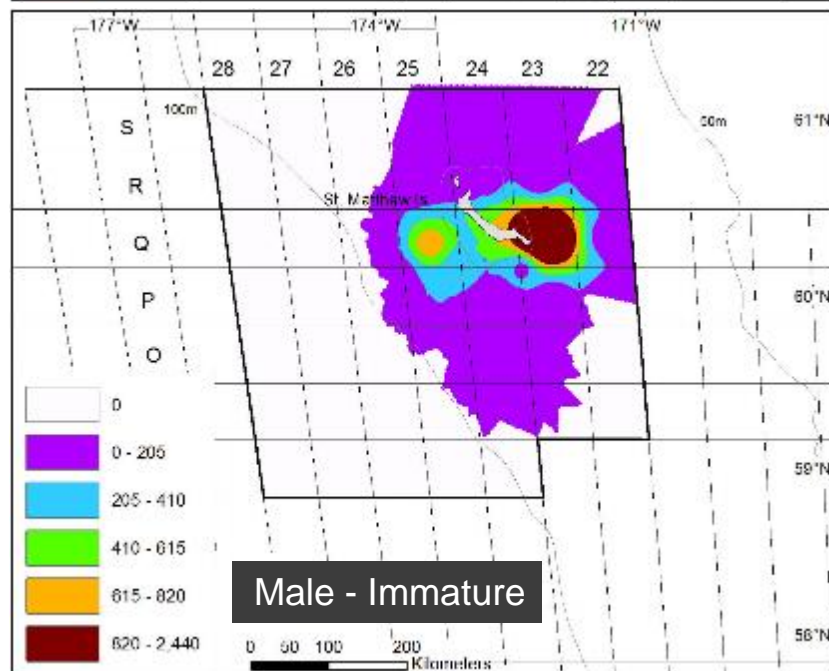 177°W 174°W 171°W
28 27 26 25 24 23 22
100m
50m
61°N
S
R
St. Matthew Is.
Q
P
60°N
O
0
0 - 205
205 - 410
59°N
410 - 615
615 - 820
Male - Immature
58°N
820 - 2,440
0 50 100 200
Kilometers